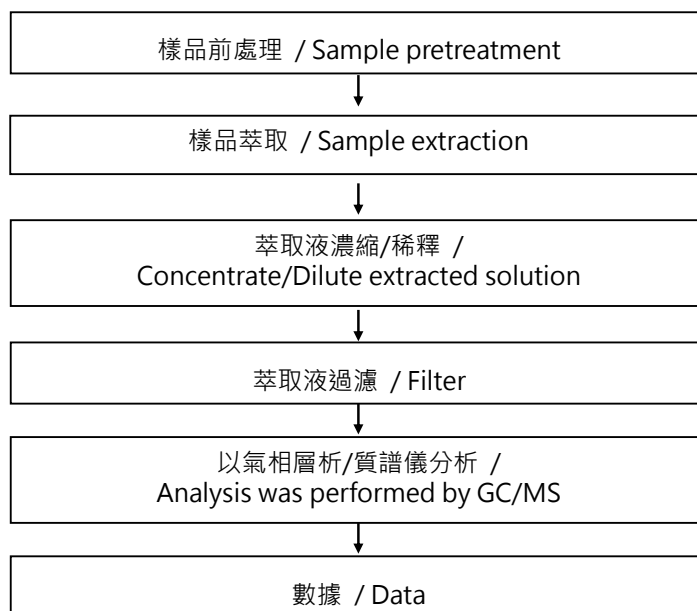 樣品前處理 / Sample pretreatment
樣品萃取 / Sample extraction
萃取液濃縮/稀釋 /
Concentrate/Dilute extracted solution
萃取液過濾 / Filter
以氣相層析/質譜儀分析 /
Analysis was performed by GC/MS
數據 / Data